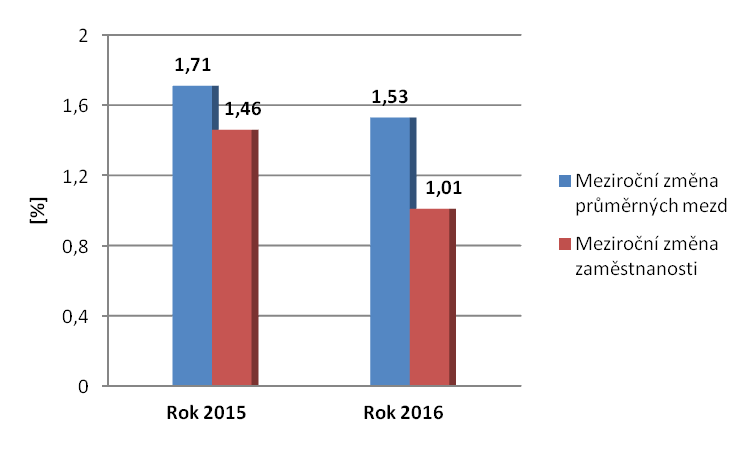 2
1,6
1,2
0,8
0,4
0
[%]
1,71
1,46
1,53
1,01
Rok 2015
Rok 2016
Meziroční změna
průměrných mezd
Meziroční změna
zaměstnanosti